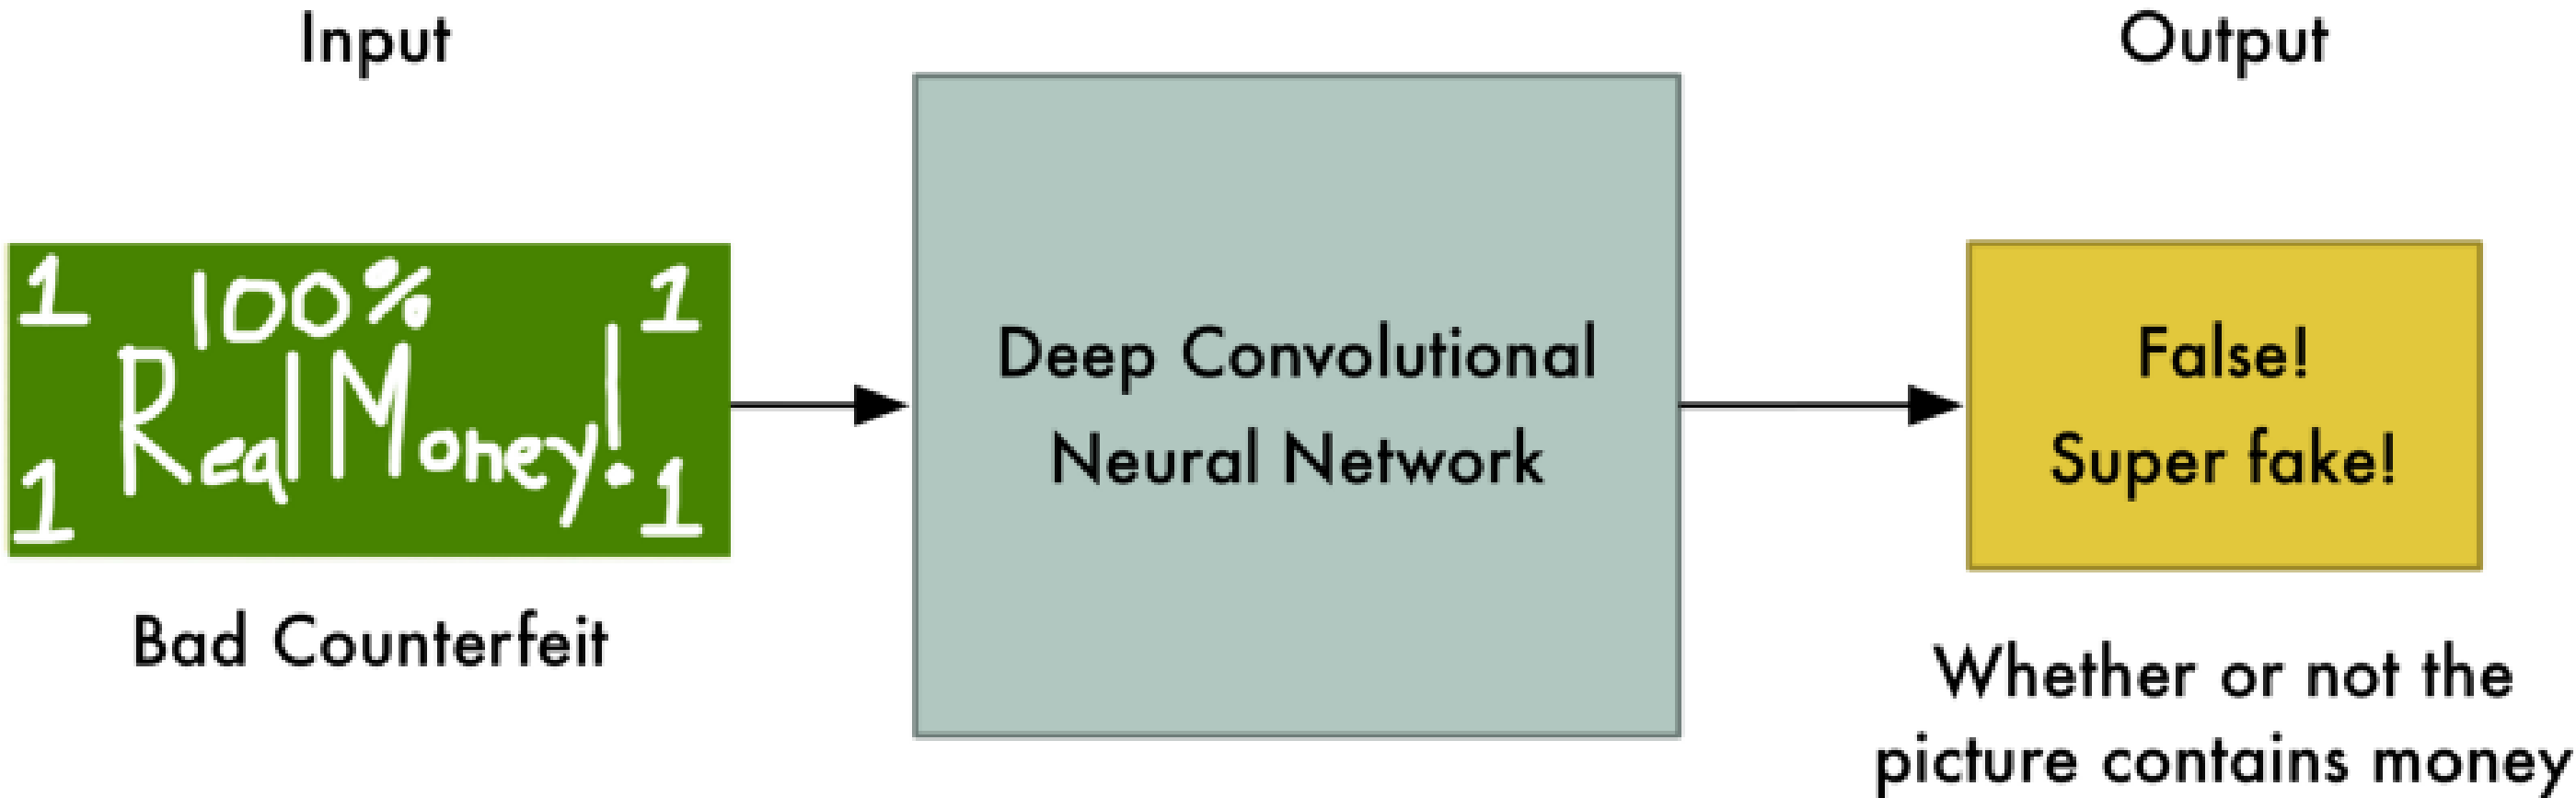 Input
Output
1 100% 1
Real Money!
1 1
Bad Counterfeit
Deep Convolutional
Neural Network
False!
Super fake!
Whether or not the
picture contains money